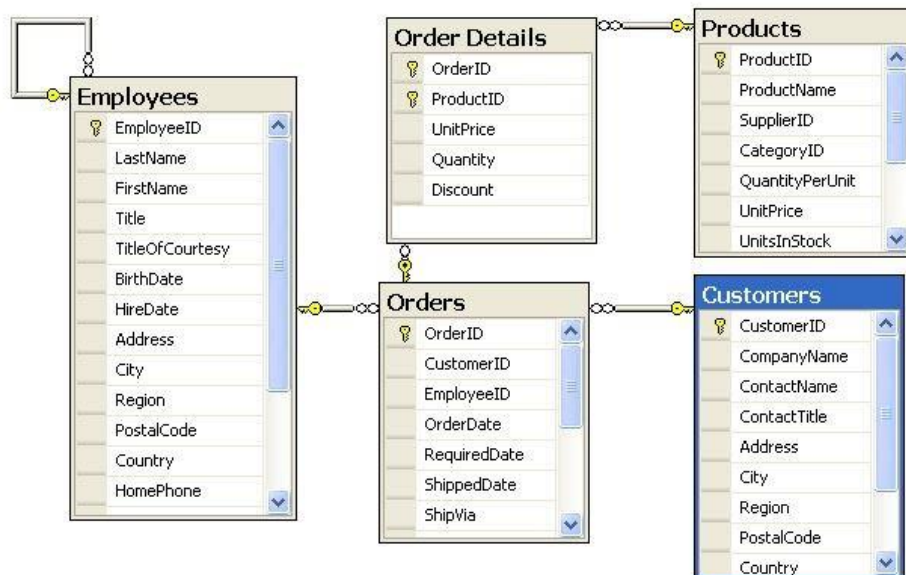 Employees
EmployeeID
LastName
FirstName
Title
TitleOfCourtesy
BirthDate
HireDate
Address
City
Region
PostalCode
Country
HomePhone
Order Details
OrderID
ProductID
UnitPrice
Quantity
Discount
Products
ProductID
ProductName
SupplierID
CategoryID
QuantityPerUnit
UnitPrice
UnitsInStock
Orders
OrderID
CustomerID
EmployeeID
OrderDate
RequiredDate
ShippedDate
ShipVia
Customers
CustomerID
CompanyName
ContactName
ContactTitle
Address
City
Region
PostalCode
Country